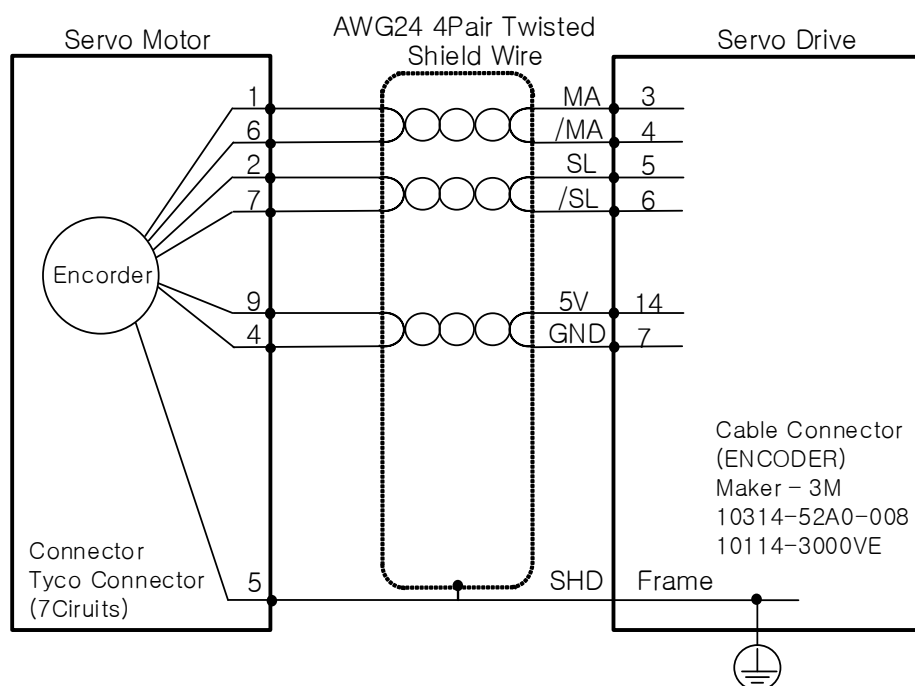 Servo Motor
AWG24 4Pair Twisted
Shield Wire
Servo Drive
1 MA 3
6 /MA 4
2 SL 5
7 /SL 6
Encorder
9 5V 14
4 GND 7
Cable Connector
(ENCODER)
Maker - 3M
10314-52A0-008
10114-3000VE
Connector
Tyco Connector
(7Ciruits)
5 SHD Frame